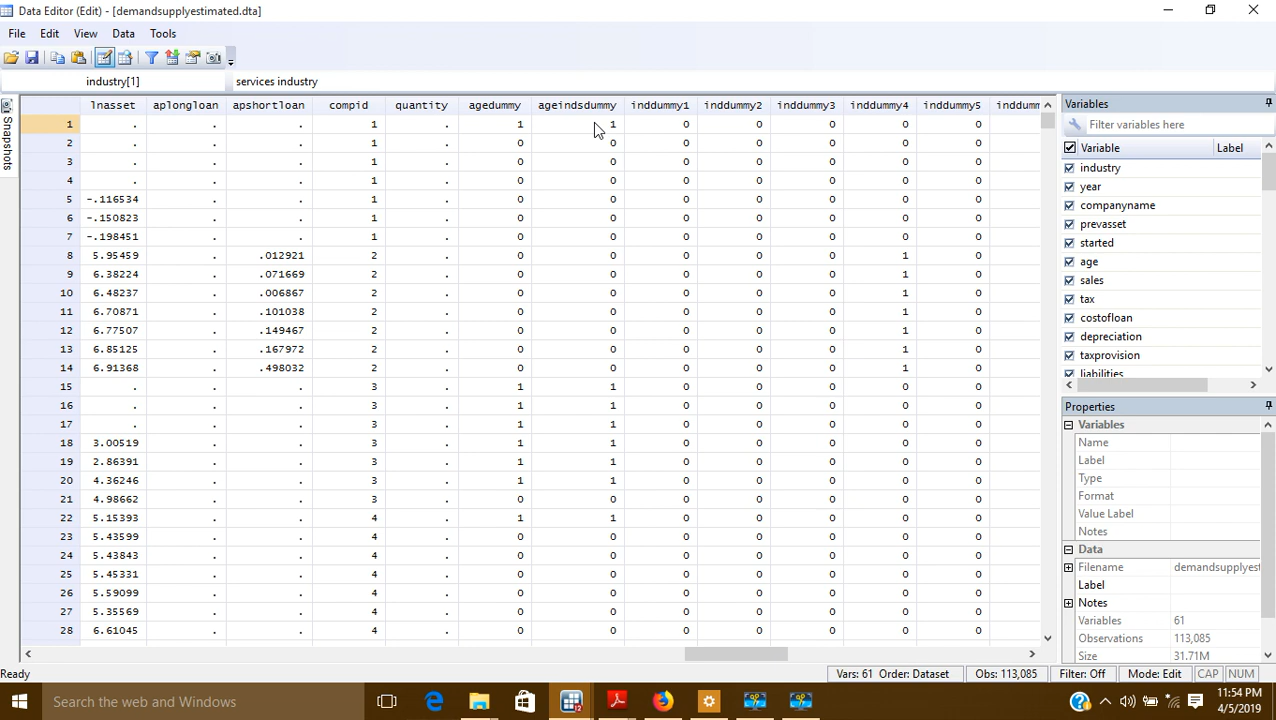 Data Editor (Edit) - [demandsupplyestimated.dta]
File Edit View Data Tools
industry[1] services industry
Snapshots
lnasset aplongloan apshortloan compid quantity agedummy ageindsdummy inddummy1 inddummy2 inddummy3 inddummy4 inddummy5 inddumm
1 . . . 1 . 1 1 0 0 0 0 0
2 . . . 1 . 0 0 0 0 0 0 0
3 . . . 1 . 0 0 0 0 0 0 0
4 . . . 1 . 0 0 0 0 0 0 0
5 -.116534 . . 1 . 0 0 0 0 0 0 0
6 -.150823 . . 1 . 0 0 0 0 0 0 0
7 -.198451 . . 1 . 0 0 0 0 0 0 0
8 5.95459 . .012921 2 . 0 0 0 0 0 1 0
9 6.38224 . .071669 2 . 0 0 0 0 0 1 0
10 6.48237 . .006867 2 . 0 0 0 0 0 1 0
11 6.70871 . .101038 2 . 0 0 0 0 0 1 0
12 6.77507 . .149467 2 . 0 0 0 0 0 1 0
13 6.85125 . .167972 2 . 0 0 0 0 0 1 0
14 6.91368 . .498032 2 . 0 0 0 0 0 1 0
15 . . . 3 . 1 1 0 0 0 0 0
16 . . . 3 . 1 1 0 0 0 0 0
17 . . . 3 . 1 1 0 0 0 0 0
18 3.00519 . . 3 . 1 1 0 0 0 0 0
19 2.86391 . . 3 . 1 1 0 0 0 0 0
20 4.36246 . . 3 . 1 1 0 0 0 0 0
21 4.98662 . . 3 . 0 0 0 0 0 0 0
22 5.15393 . . 4 . 1 1 0 0 0 0 0
23 5.43599 . . 4 . 0 0 0 0 0 0 0
24 5.43843 . . 4 . 0 0 0 0 0 0 0
25 5.45331 . . 4 . 0 0 0 0 0 0 0
26 5.59099 . . 4 . 0 0 0 0 0 0 0
27 5.35569 . . 4 . 0 0 0 0 0 0 0
28 6.61045 . . 4 . 0 0 0 0 0 0 0
Variables
Filter variables here
Variable Label
industry
year
companyname
prevasset
started
age
sales
tax
costofloan
depreciation
taxprovision
liabilities
Properties
Variables
Name
Label
Type
Format
Value Label
Notes
Data
Filename demandsupplyest
Label
Notes
Variables 61
Observations 113,085
Size 31.71M
Ready Vars: 61 Order: Dataset Obs: 113,085 Filter: Off Mode: Edit CAP NUM
Search the web and Windows
11:54 PM
4/5/2019